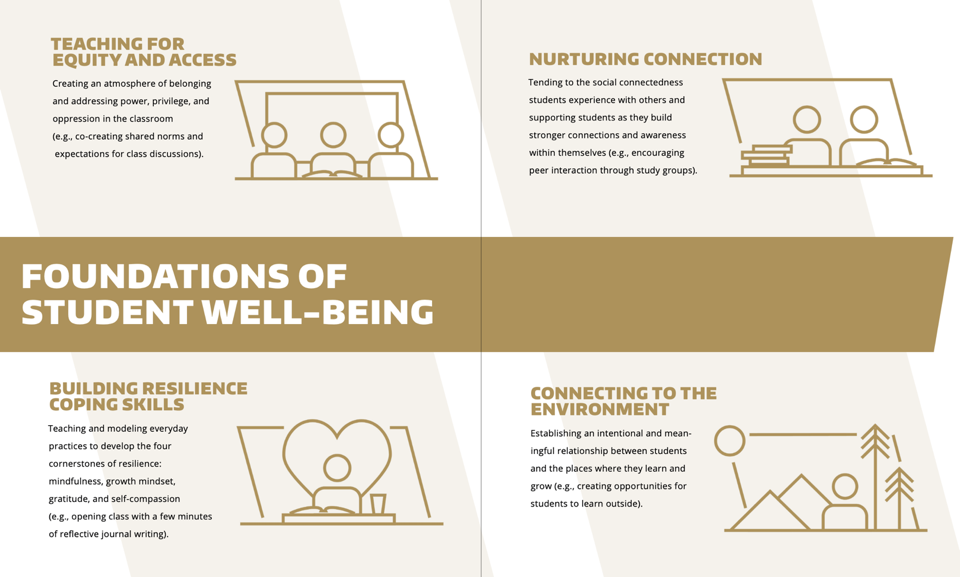 TEACHING FOR
EQUITY AND ACCESS
Creating an atmosphere of belonging
and addressing power, privilege, and
oppression in the classroom
(e.g., co-creating shared norms and
expectations for class discussions).
NURTURING CONNECTION
Tending to the social connectedness
students experience with others and
supporting students as they build
stronger connections and awareness
within themselves (e.g., encouraging
peer interaction through study groups).
FOUNDATIONS OF
STUDENT WELL-BEING
BUILDING RESILIENCE
COPING SKILLS
Teaching and modeling everyday
practices to develop the four
cornerstones of resilience:
mindfulness, growth mindset,
gratitude, and self-compassion
(e.g., opening class with a few minutes
of reflective journal writing).
CONNECTING TO THE
ENVIRONMENT
Establishing an intentional and mean-
ingful relationship between students
and the places where they learn and
grow (e.g., creating opportunities for
students to learn outside).